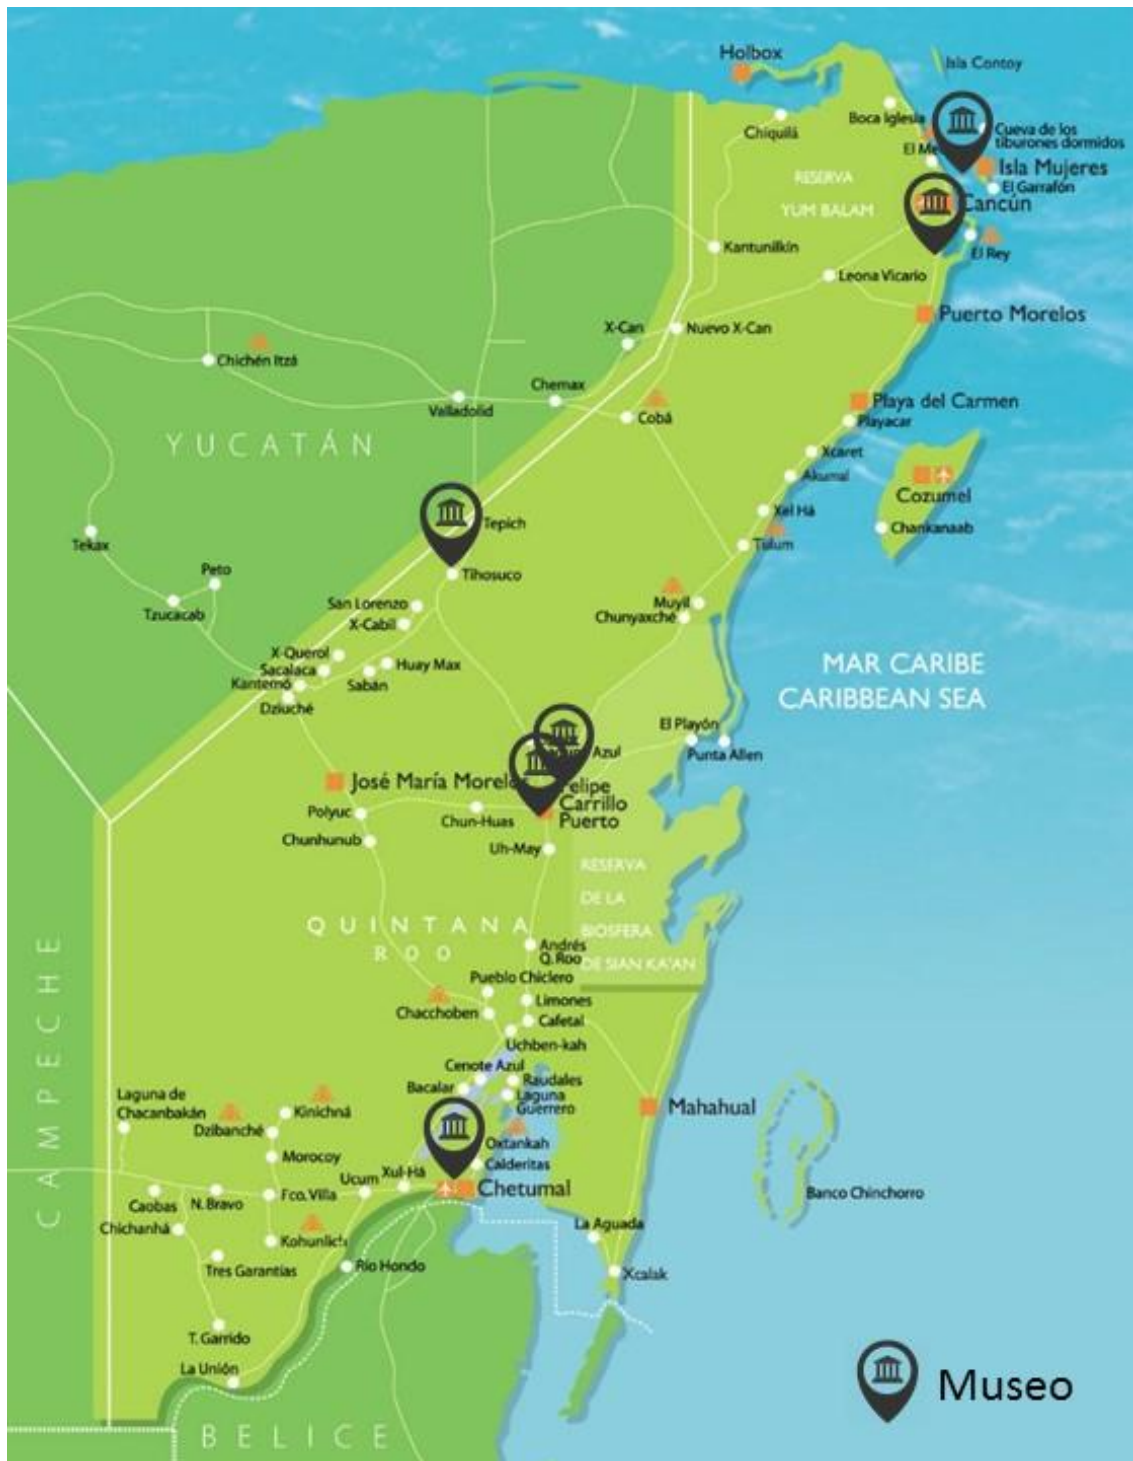 Holbox
Isla Contoy
Chiquilá
Boca Iglesia
Cueva de los
tiburones dormidos
El Me
Isla Mujeres
El Garrafón
RESERVA
YUM BALAM
Cancún
Kantunilkín
El Rey
Leona Vicario
Puerto Morelos
X-Can
Nuevo X-Can
Chichén Itzá
Chemax
Valladolid
Cobá
Playa del Carmen
Playacar
YUCATÁN
Xcaret
Akumal
Cozumel
Xel Há
Tepich
Chankanaab
Tulum
Tekax
Peto
Tihosuco
Tzucacab
San Lorenzo
X-Cabil
Muyil
Chunyaxché
X-Querol
Sacalaca
Huay Max
Kantemó
Sabán
Dziuché
MAR CARIBE
CARIBBEAN SEA
El Playón
Azul
Punta Allen
José María Morelos
Felipe
Carrillo
Puerto
Polyuc
Chun-Huas
Chunhunub
Uh-May
RESERVA
DE LA
BIOSFERA
DE SIAN KA'AN
QUINTANA
ROO
Andrés
Q. Roo
CAMPECHE
Pueblo Chiclero
Limones
Chacchoben
Cafetal
Uchben-kah
Cenote Azul
Bacalar
Raudales
Laguna
Guerrero
Laguna de
Chacanbakán
Kinichná
Dzibanché
Mahahual
Oxtankah
Morocoy
Calderitas
Ucum
Xul-Há
Chetumal
Fco. Villa
Caobas
N. Bravo
Banco Chinchorro
Chichanhá
Kohunlich
La Aguada
Tres Garantias
Río Hondo
Xcalak
T. Garrido
La Unión
Museo
BELICE